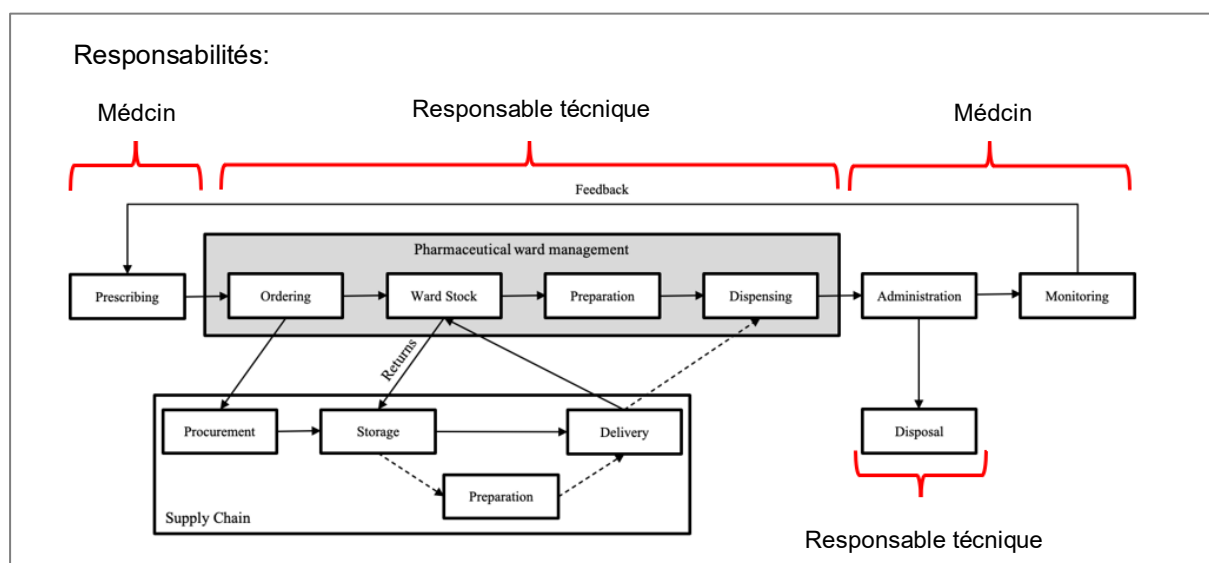 Responsabilités:
Médcin
Responsable técnique
Médcin
Feedback
Pharmaceutical ward management
Prescribing
Ordering
Ward Stock
Preparation
Dispensing
Administration
Monitoring
Returns
Procurement
Storage
Delivery
Disposal
Preparation
Supply Chain
Responsable técnique